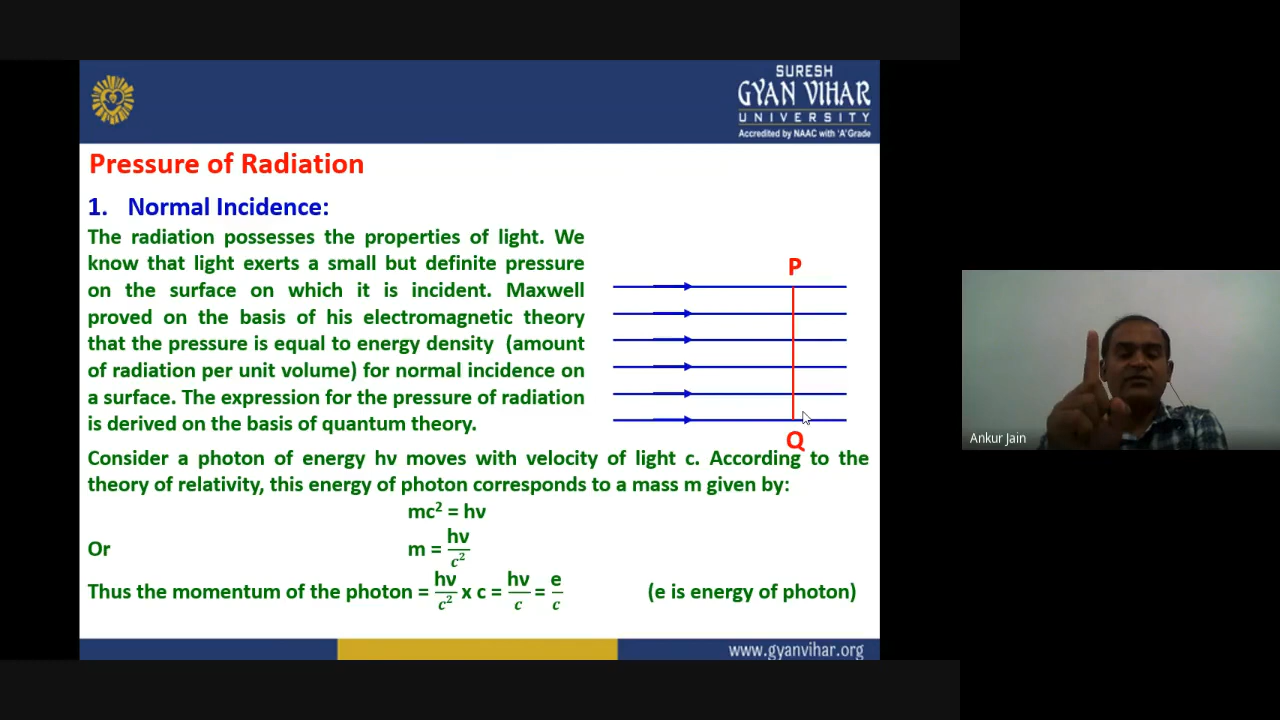 SURESH
GYAN VIHAR
UNIVERSITY
Accredited by NAAC with 'A' Grade
Pressure of Radiation
1. Normal Incidence:
The radiation possesses the properties of light. We
know that light exerts a small but definite pressure
on the surface on which it is incident. Maxwell
proved on the basis of his electromagnetic theory
that the pressure is equal to energy density (amount
of radiation per unit volume) for normal incidence on
a surface. The expression for the pressure of radiation
is derived on the basis of quantum theory.
P
Q
Consider a photon of energy hν moves with velocity of light c. According to the
theory of relativity, this energy of photon corresponds to a mass m given by:
mc² = hν
Or m = hν/c²
Thus the momentum of the photon = hν/c² x c = hν/c = e/c (e is energy of photon)
www.gyanvihar.org
Ankur Jain